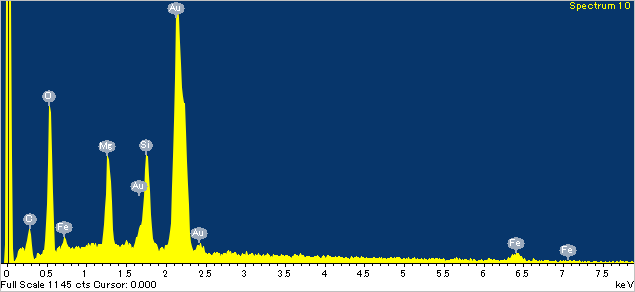 Spectrum 10
Au
O
Mg
Si
Au
O
Fe
Au
Fe
Fe
0 0.5 1 1.5 2 2.5 3 3.5 4 4.5 5 5.5 6 6.5 7 7.5
Full Scale 1145 cts Cursor: 0.000 keV